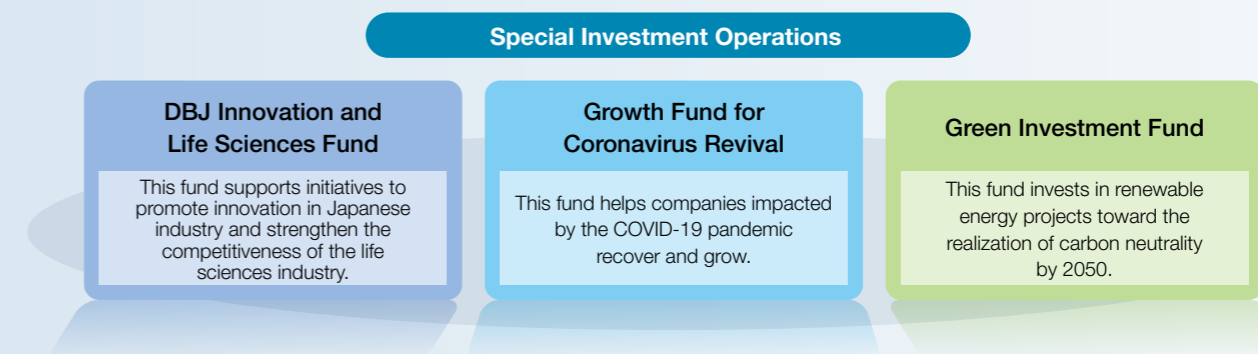 Special Investment Operations
DBJ Innovation and
Life Sciences Fund
This fund supports initiatives to
promote innovation in Japanese
industry and strengthen the
competitiveness of the life
sciences industry.
Growth Fund for
Coronavirus Revival
This fund helps companies impacted
by the COVID-19 pandemic
recover and grow.
Green Investment Fund
This fund invests in renewable
energy projects toward the
realization of carbon neutrality
by 2050.